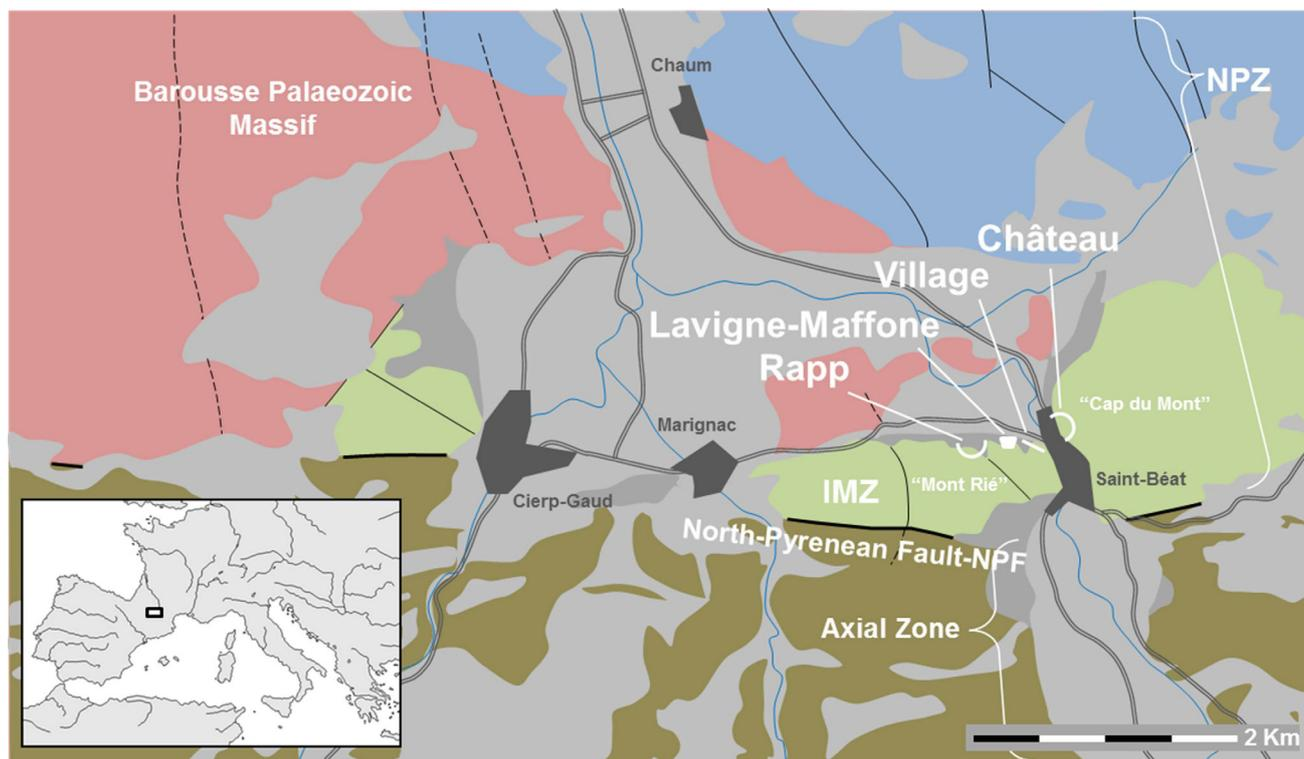 Chaum
NPZ
Barousse Palaeozoic
Massif
Château
Village
Lavigne-Maffone
Rapp
“Cap du Mont”
Marignac
Saint-Béat
IMZ
“Mont Rié”
Cierp-Gaud
North-Pyrenean Fault-NPF
Axial Zone
2 Km